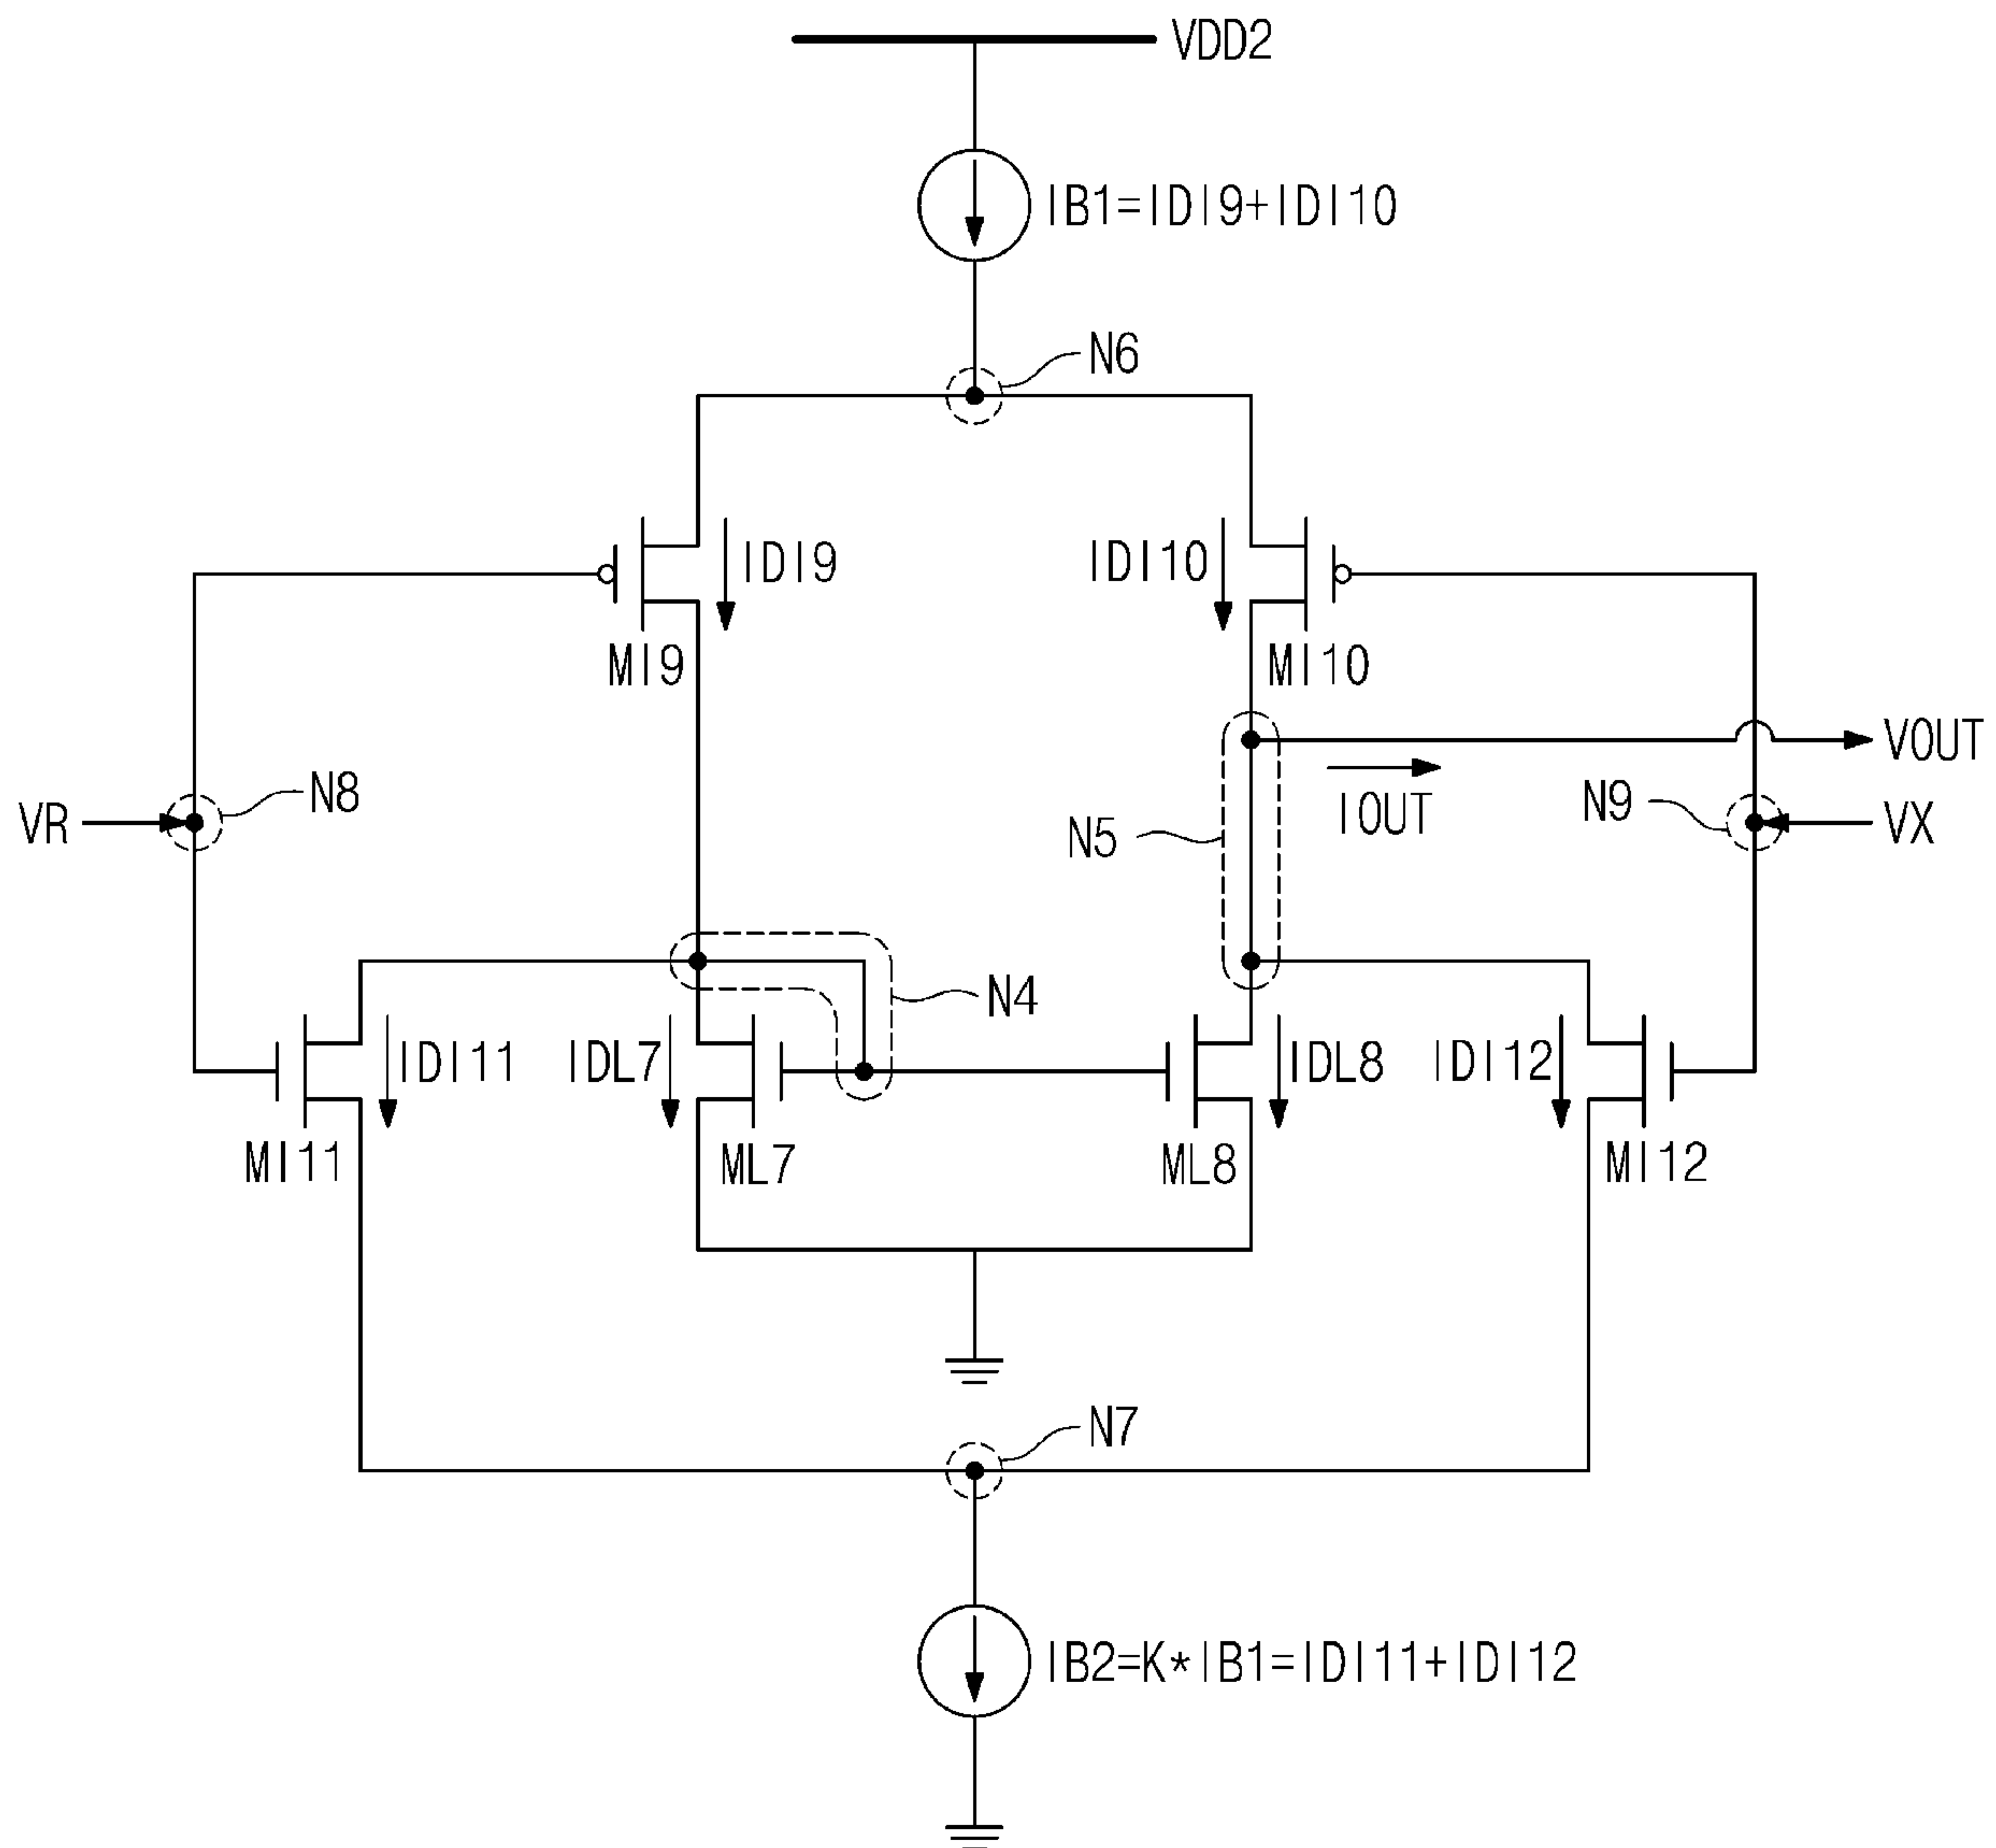 VDD2
IB1=IDI9+IDI10
N6
IDI9
IDI10
MI9
MI10
VOUT
N8
N9
IOUT
VR
VX
N5
N4
IDI11
IDL7
IDL8
IDI12
MI11
ML7
ML8
MI12
N7
IB2=K*IB1=IDI11+IDI12